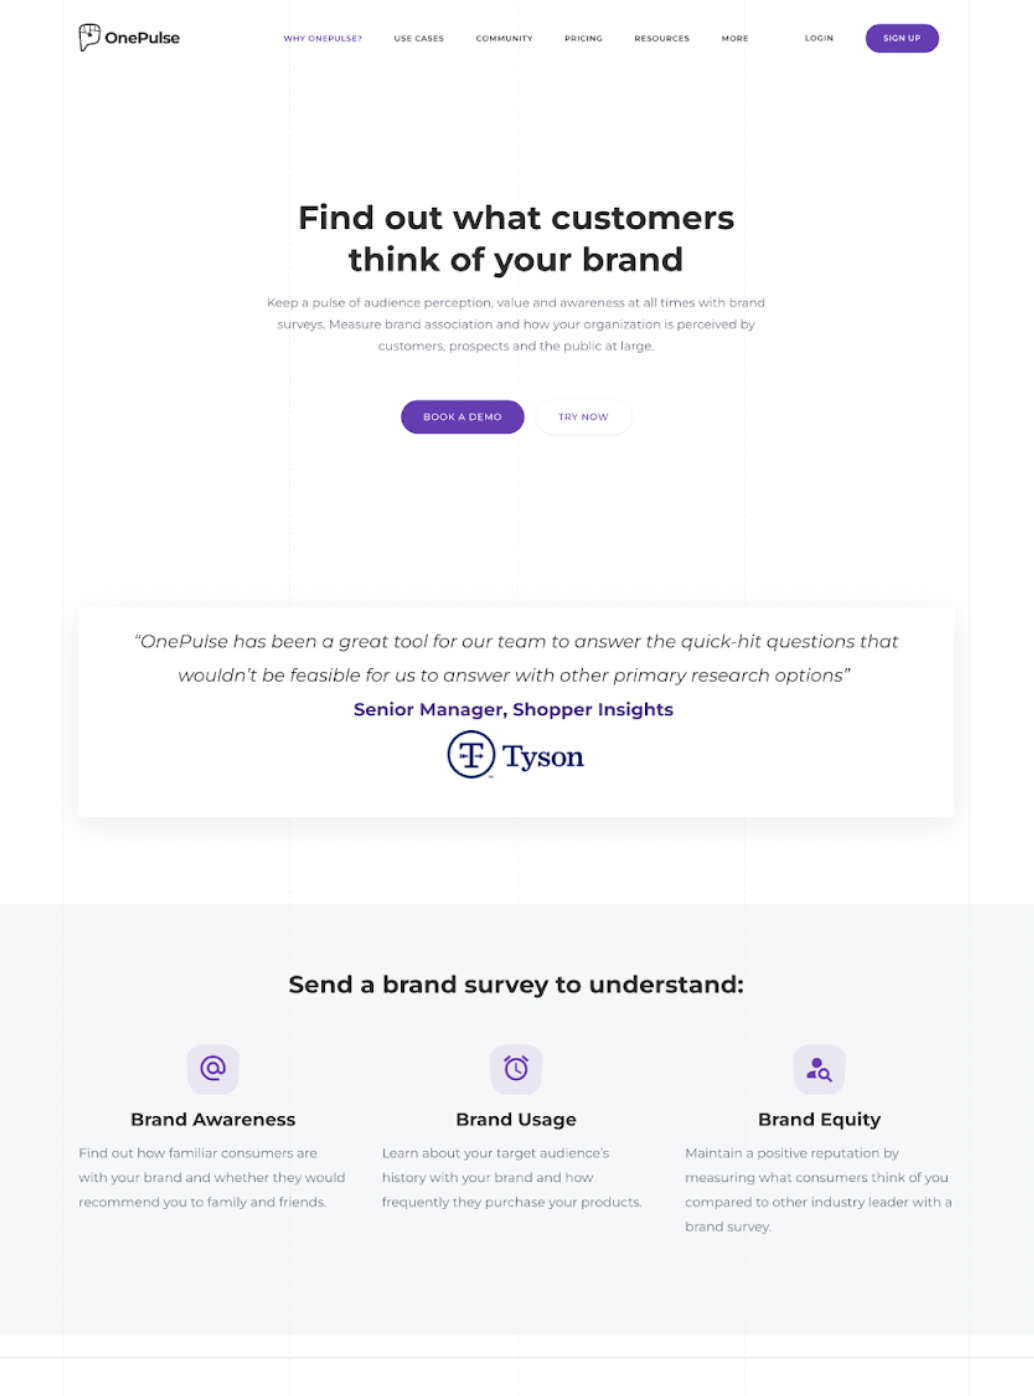 OnePulse
WHY ONEPULSE?
USE CASES
COMMUNITY
PRICING
RESOURCES
MORE
LOGIN
SIGN UP
Find out what customers
think of your brand
Keep a pulse of audience perception, value and awareness at all times with brand
surveys. Measure brand association and how your organization is perceived by
customers, prospects and the public at large.
BOOK A DEMO
TRY NOW
“OnePulse has been a great tool for our team to answer the quick-hit questions that
wouldn’t be feasible for us to answer with other primary research options”
Senior Manager, Shopper Insights
T Tyson
Send a brand survey to understand:
Brand Awareness
Find out how familiar consumers are
with your brand and whether they would
recommend you to family and friends.
Brand Usage
Learn about your target audience’s
history with your brand and how
frequently they purchase your products.
Brand Equity
Maintain a positive reputation by
measuring what consumers think of you
compared to other industry leader with a
brand survey.